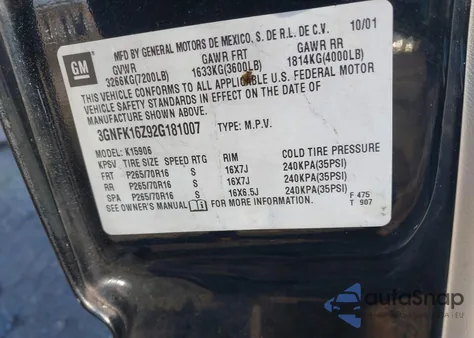 GM
MFD BY GENERAL MOTORS DE MEXICO, S. DE R.L. DE C.V. 10/01
GVWR GAWR FRT GAWR RR
3266KG(7200LB) 1633KG(3600LB) 1814KG(4000LB)
THIS VEHICLE CONFORMS TO ALL APPLICABLE U.S. FEDERAL MOTOR
VEHICLE SAFETY STANDARDS IN EFFECT ON THE DATE OF
MANUFACTURE SHOWN ABOVE.
3GNFK16Z92G181007 TYPE: M.P.V.
MODEL: K15906
KPSV TIRE SIZE SPEED RTG RIM COLD TIRE PRESSURE
FRT P265/70R16 S 16X7J 240KPA(35PSI)
RR P265/70R16 S 16X7J 240KPA(35PSI)
SPA P265/70R16 S 16X6.5J 240KPA(35PSI)
SEE OWNER'S MANUAL FOR MORE INFORMATION F 475
T 907
autoSnap